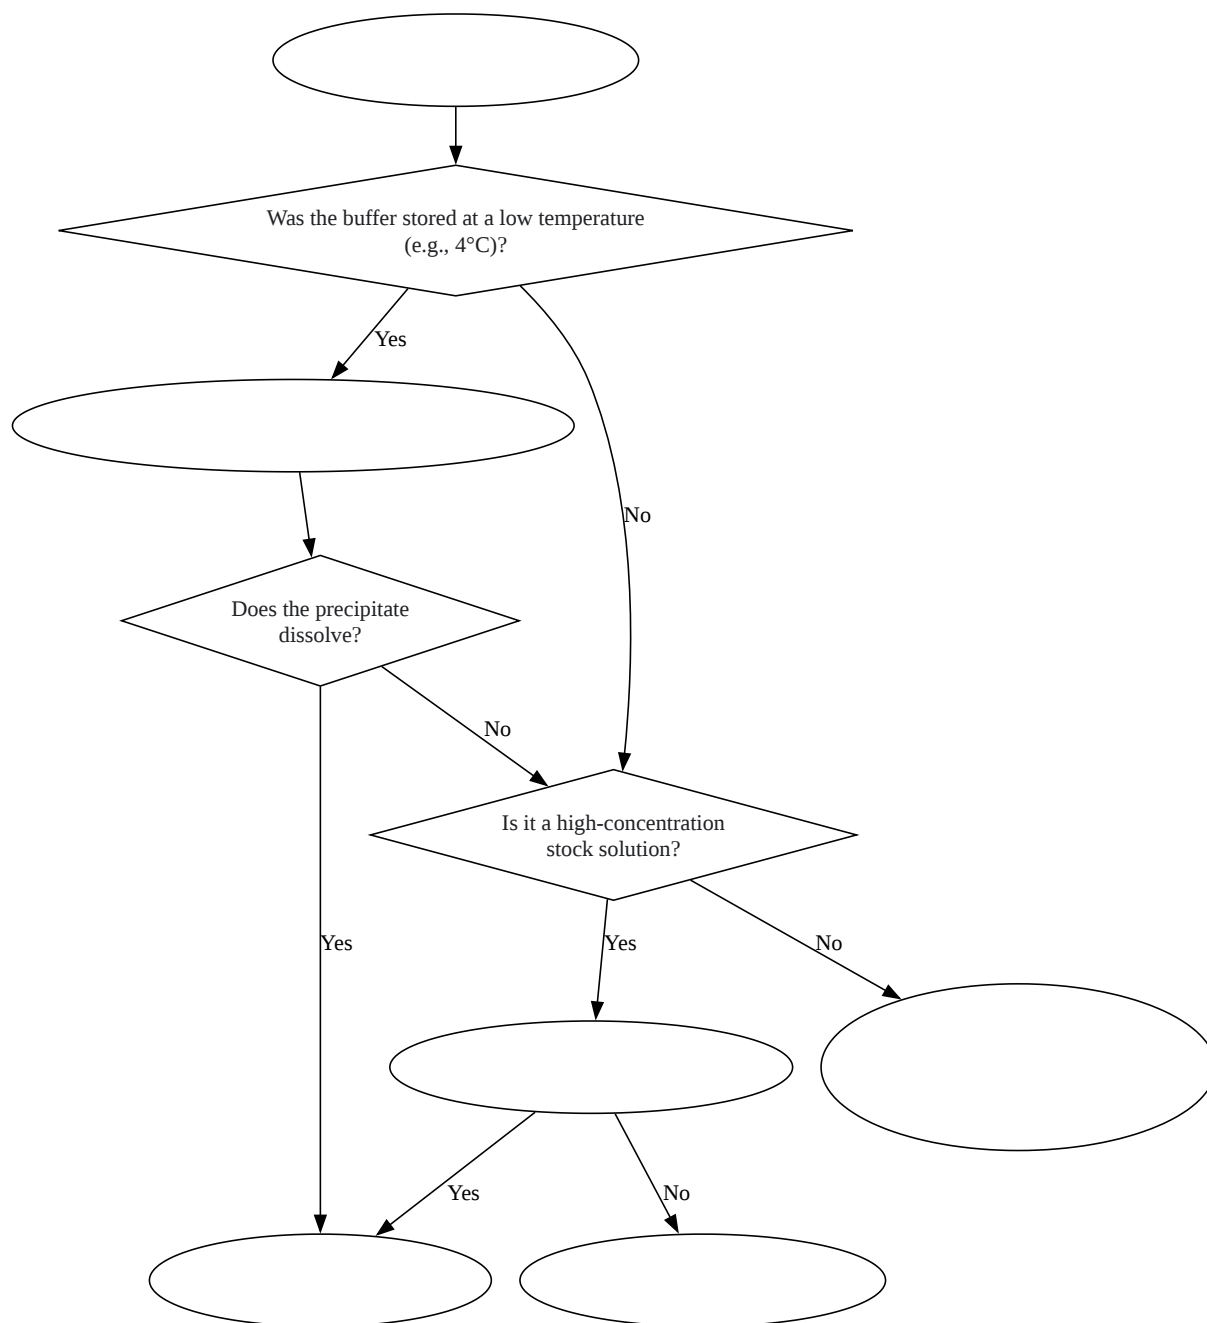 Was the buffer stored at a low temperature
(e.g., 4°C)?
Yes
No
Does the precipitate
dissolve?
No
Is it a high-concentration
stock solution?
Yes
Yes
No
Yes
No